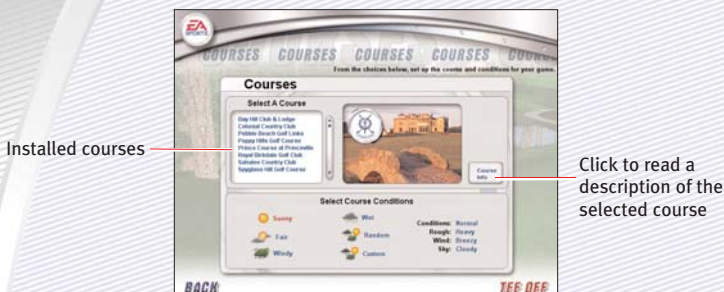 EA
SPORTS
COURSES COURSES COURSES COURSES COURSES
From the choices below, set up the course and conditions for your game.
Courses
Select A Course
Bay Hill Club & Lodge
Colonial Country Club
Pebble Beach Golf Links
Poppy Hills Golf Course
Prince Course at Princeville
Royal Birkdale Golf Club
Sahalee Country Club
Spyglass Hill Golf Course
Installed courses
Course
Info
Click to read a
description of the
selected course
Select Course Conditions
Sunny
Fair
Windy
Wet
Random
Custom
Conditions: Normal
Rough: Heavy
Wind: Breezy
Sky: Cloudy
BACK
TEE OFF